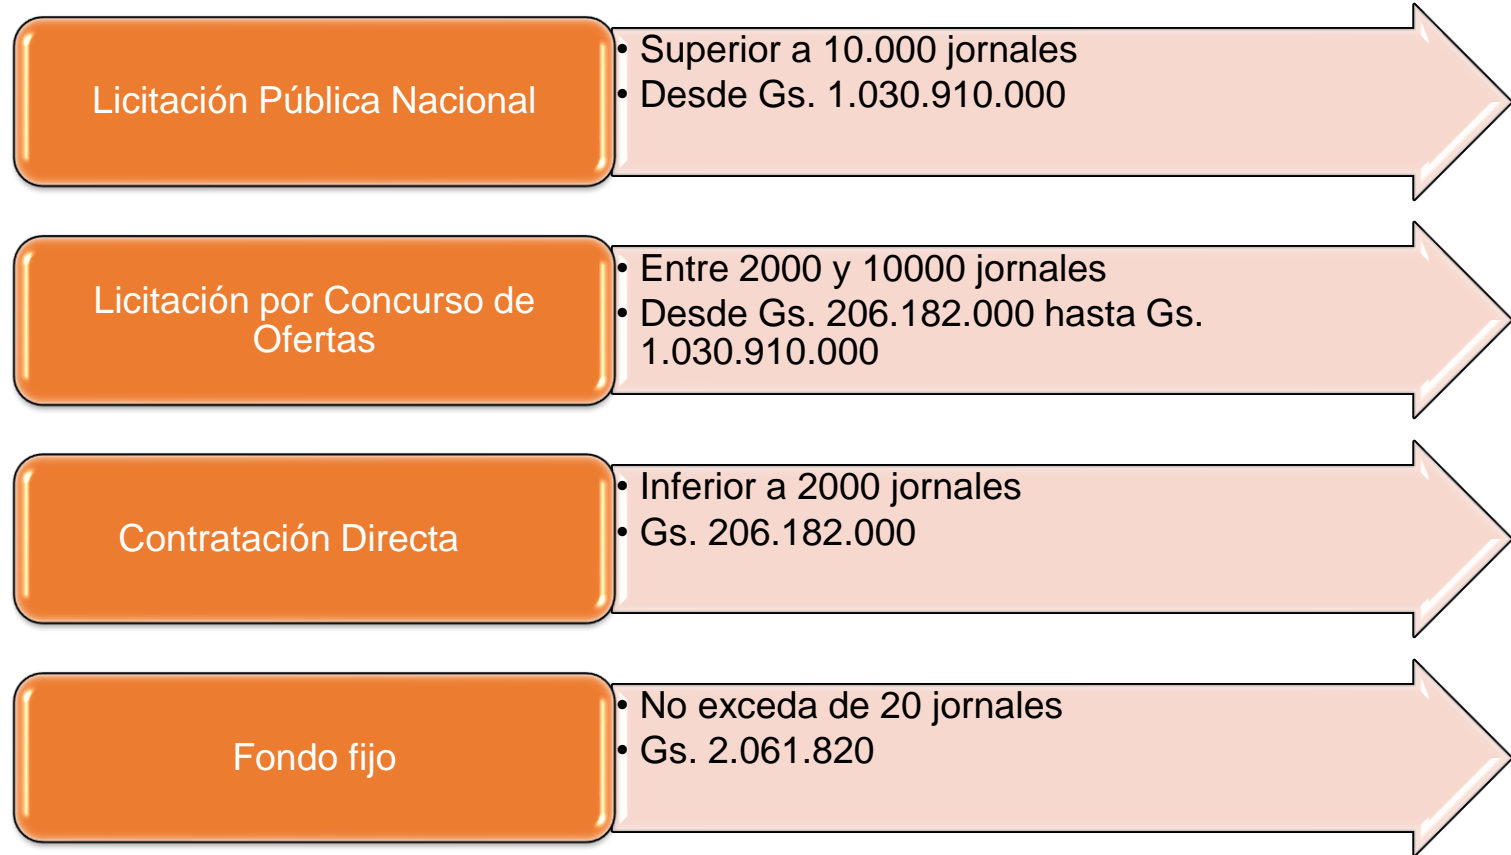 Licitación Pública Nacional
• Superior a 10.000 jornales
• Desde Gs. 1.030.910.000
Licitación por Concurso de
Ofertas
• Entre 2000 y 10000 jornales
• Desde Gs. 206.182.000 hasta Gs.
1.030.910.000
Contratación Directa
• Inferior a 2000 jornales
• Gs. 206.182.000
Fondo fijo
• No exceda de 20 jornales
• Gs. 2.061.820